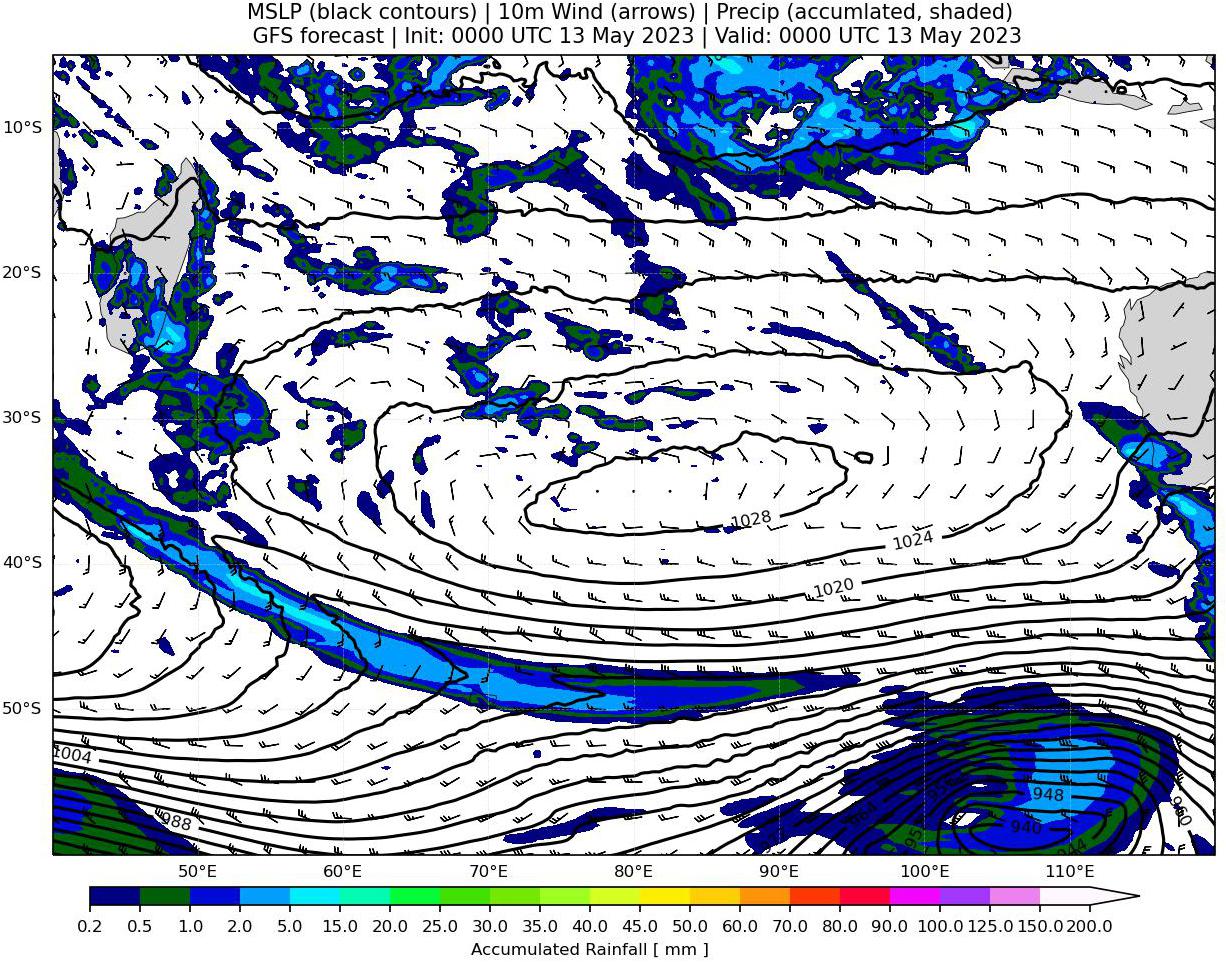 MSLP (black contours) | 10m Wind (arrows) | Precip (accumlated, shaded)
GFS forecast | Init: 0000 UTC 13 May 2023 | Valid: 0000 UTC 13 May 2023
10°S
20°S
30°S
1028
1024
40°S
1020
50°S
1004
948
988
940
944
50°E 60°E 70°E 80°E 90°E 100°E 110°E
0.2 0.5 1.0 2.0 5.0 10.0 15.0 20.0 25.0 30.0 35.0 40.0 45.0 50.0 60.0 70.0 80.0 90.0 100.0 125.0 150.0 200.0
Accumulated Rainfall [ mm ]